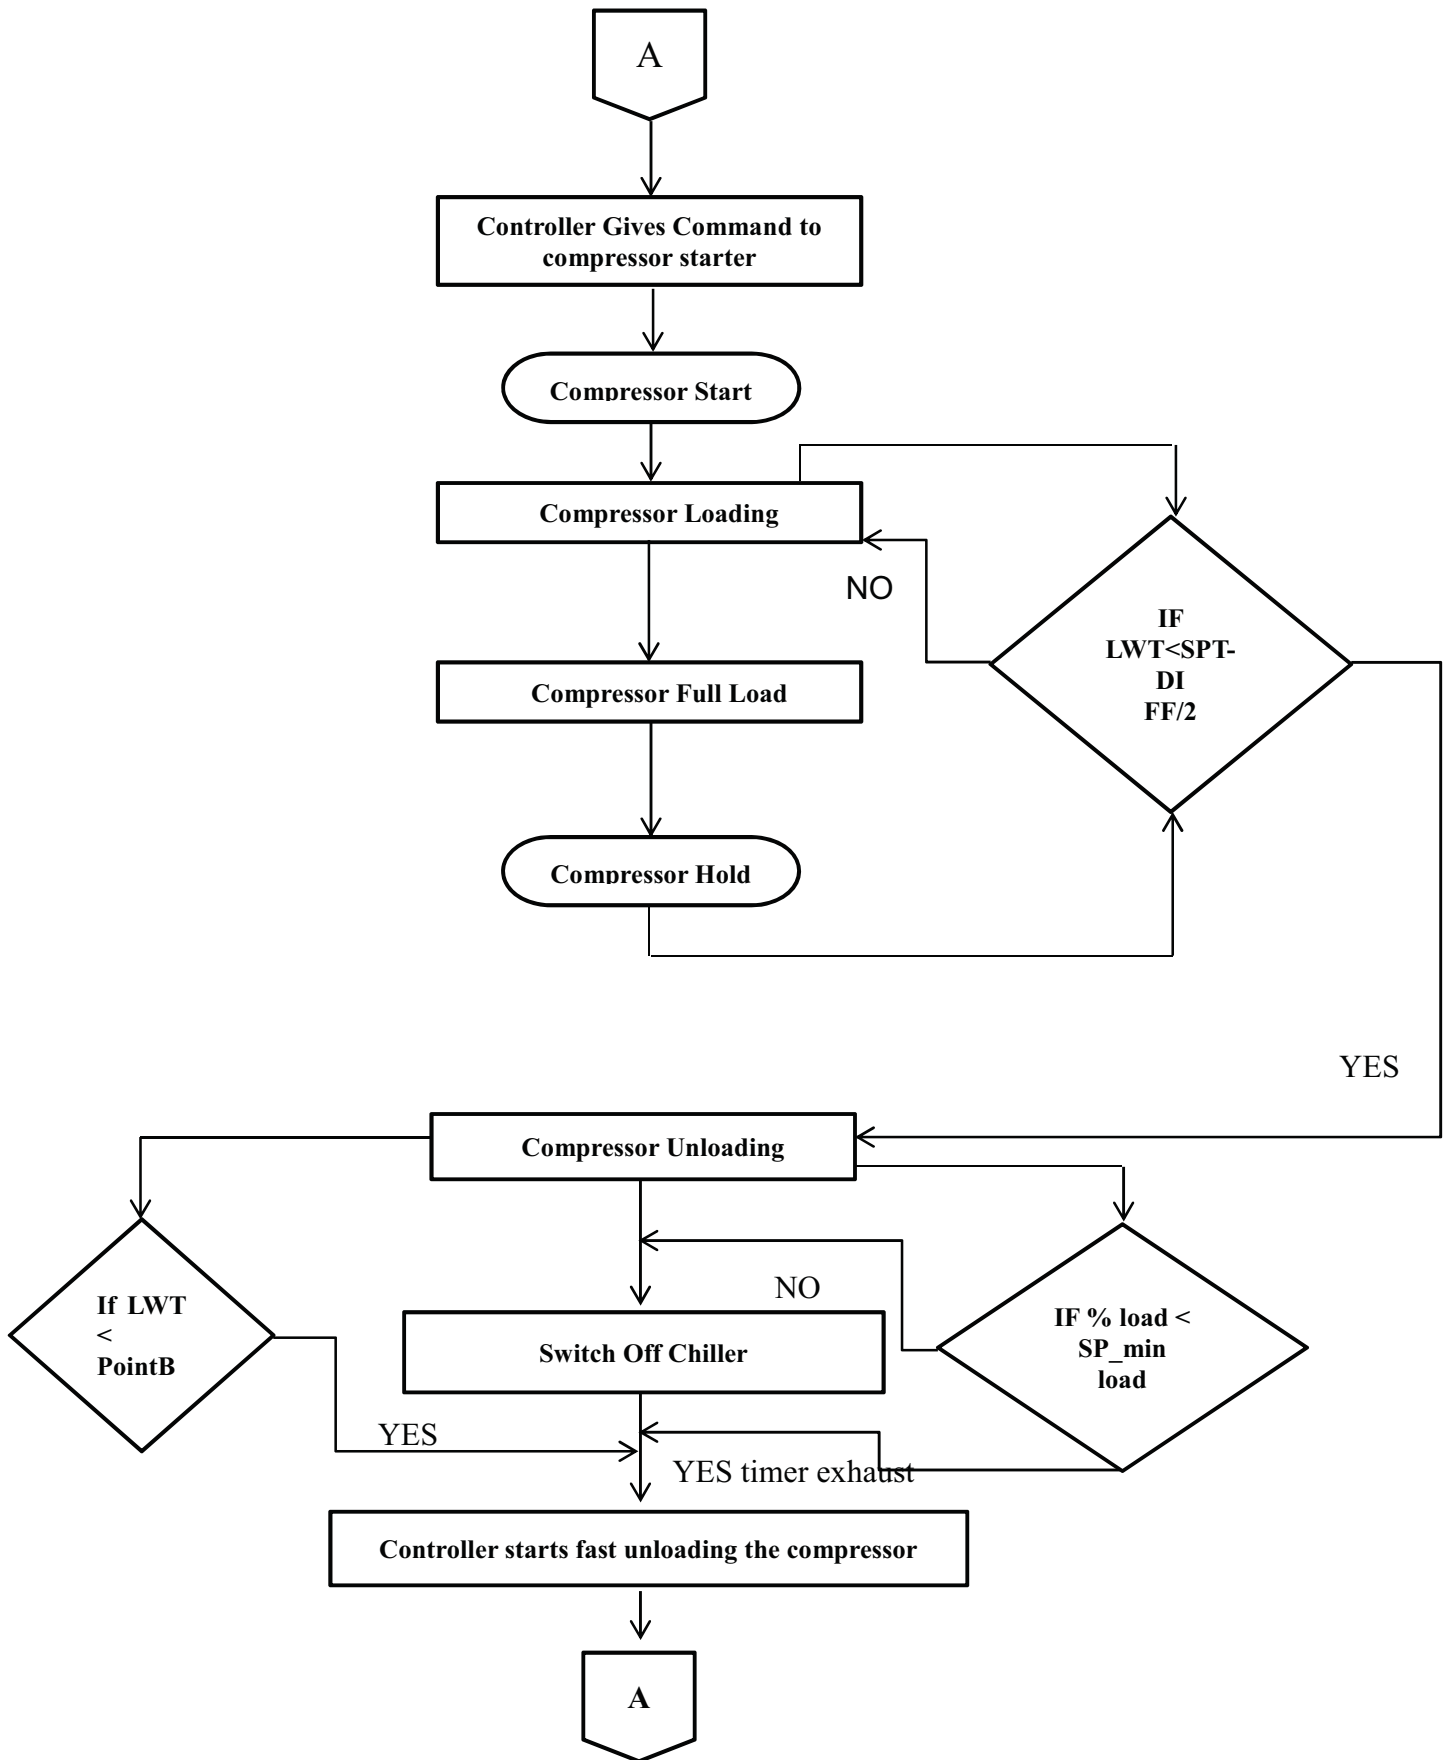 A
Controller Gives Command to
compressor starter
Compressor Start
Compressor Loading
NO
IF
LWT<SPT-
DI
FF/2
Compressor Full Load
Compressor Hold
YES
Compressor Unloading
If LWT
<
PointB
NO
IF % load <
SP_min
load
Switch Off Chiller
YES
YES timer exhaust
Controller starts fast unloading the compressor
A